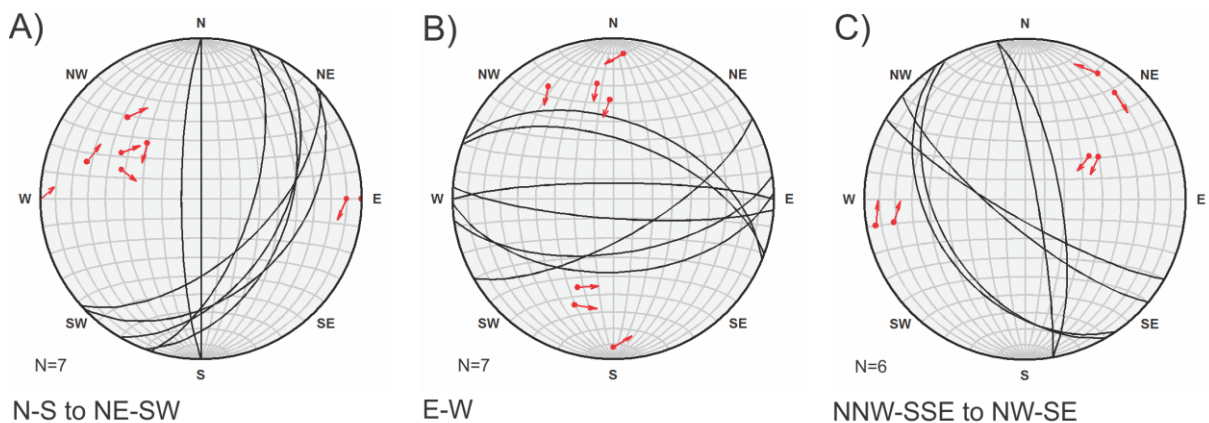 A)
N
NW
NE
W
E
SW
SE
S
N=7
N-S to NE-SW
B)
N
NW
NE
W
E
SW
SE
S
N=7
E-W
C)
N
NW
NE
W
E
SW
SE
S
N=6
NNW-SSE to NW-SE